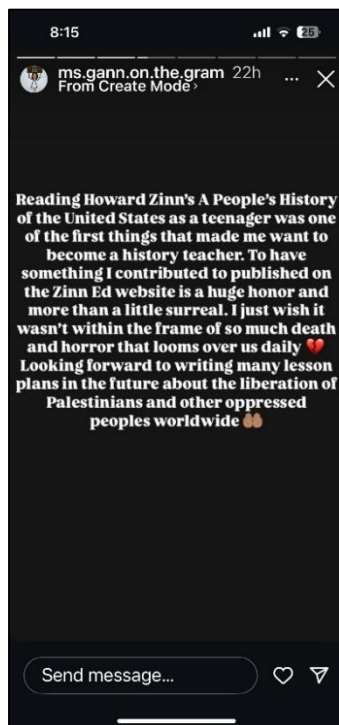 8:15
25
ms.gann.on.the.gram 22h
From Create Mode
Reading Howard Zinn's A People's History
of the United States as a teenager was one
of the first things that made me want to
become a history teacher. To have
something I contributed to published on
the Zinn Ed website is a huge honor and
more than a little surreal. I just wish it
wasn't within the frame of so much death
and horror that looms over us daily 💔
Looking forward to writing many lesson
plans in the future about the liberation of
Palestinians and other oppressed
peoples worldwide 🤲🏽
Send message...